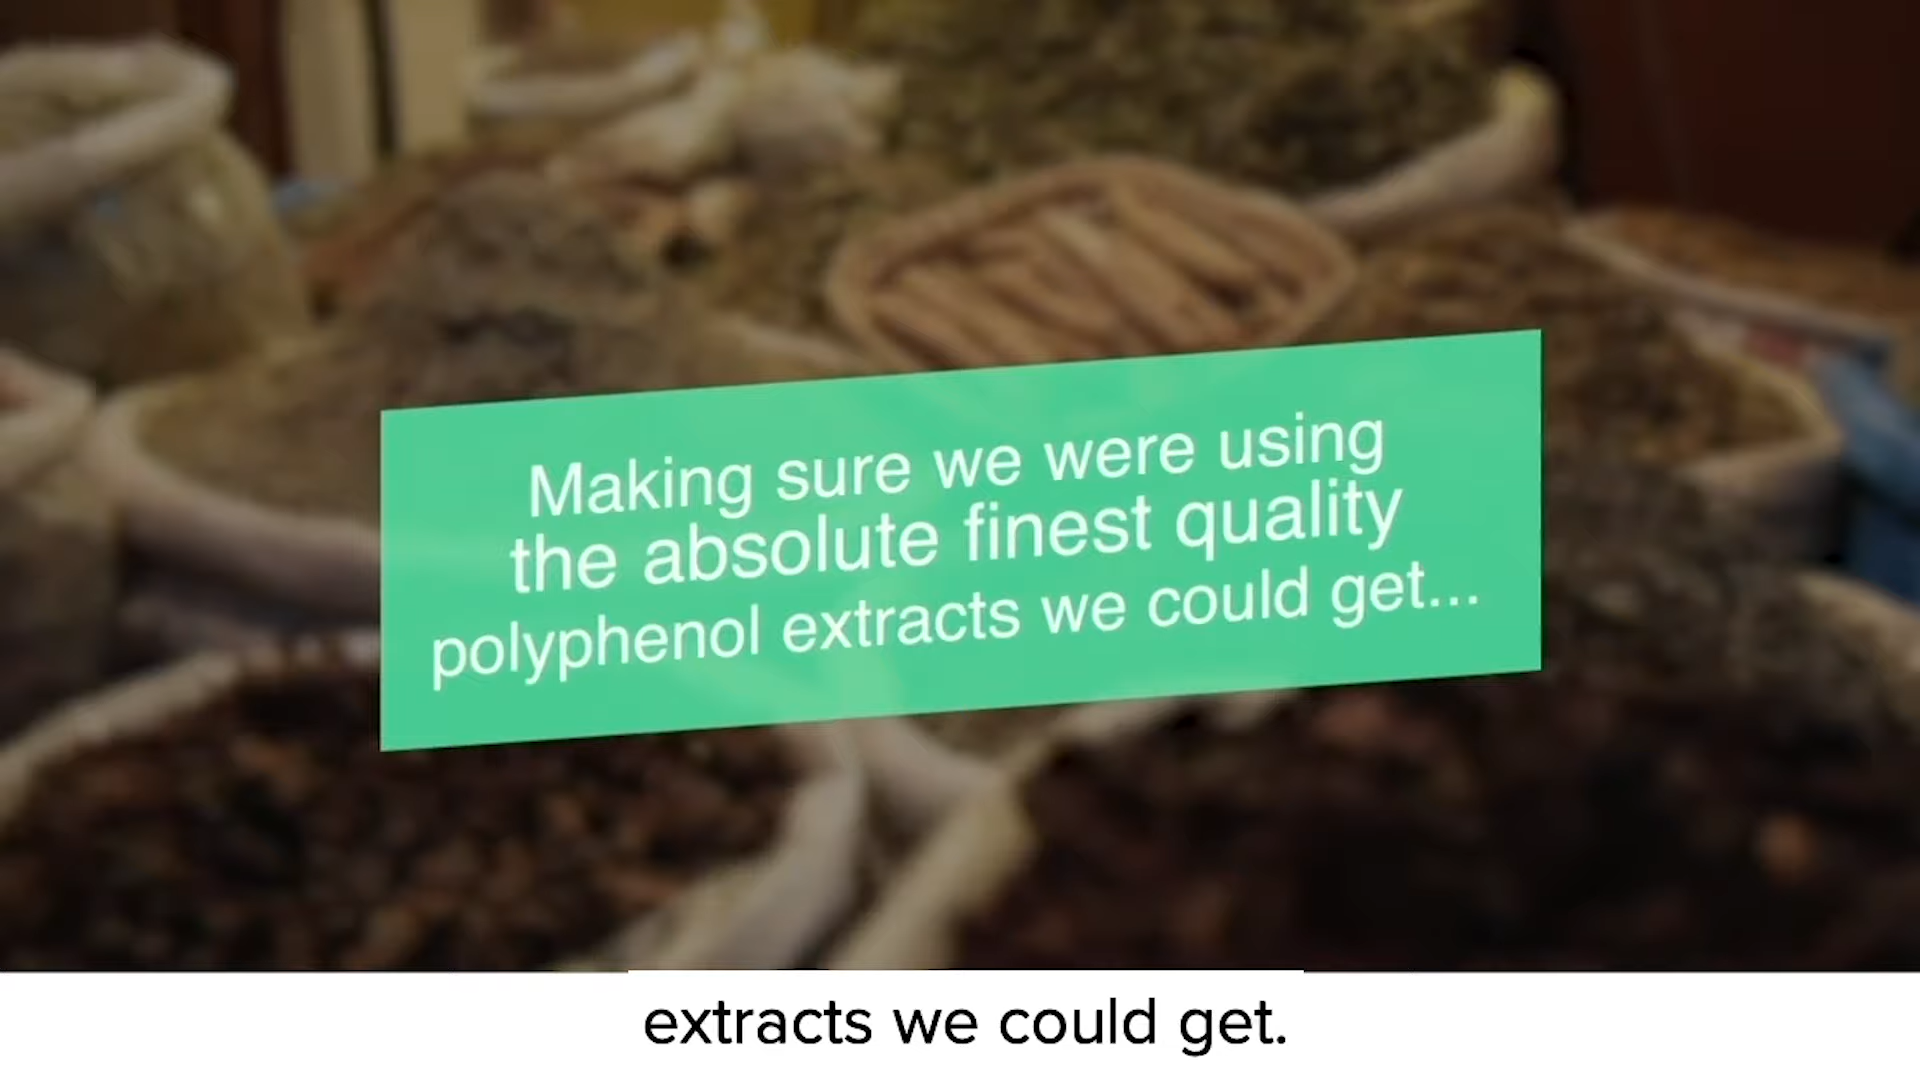 Making sure we were using
the absolute finest quality
polyphenol extracts we could get...
extracts we could get.